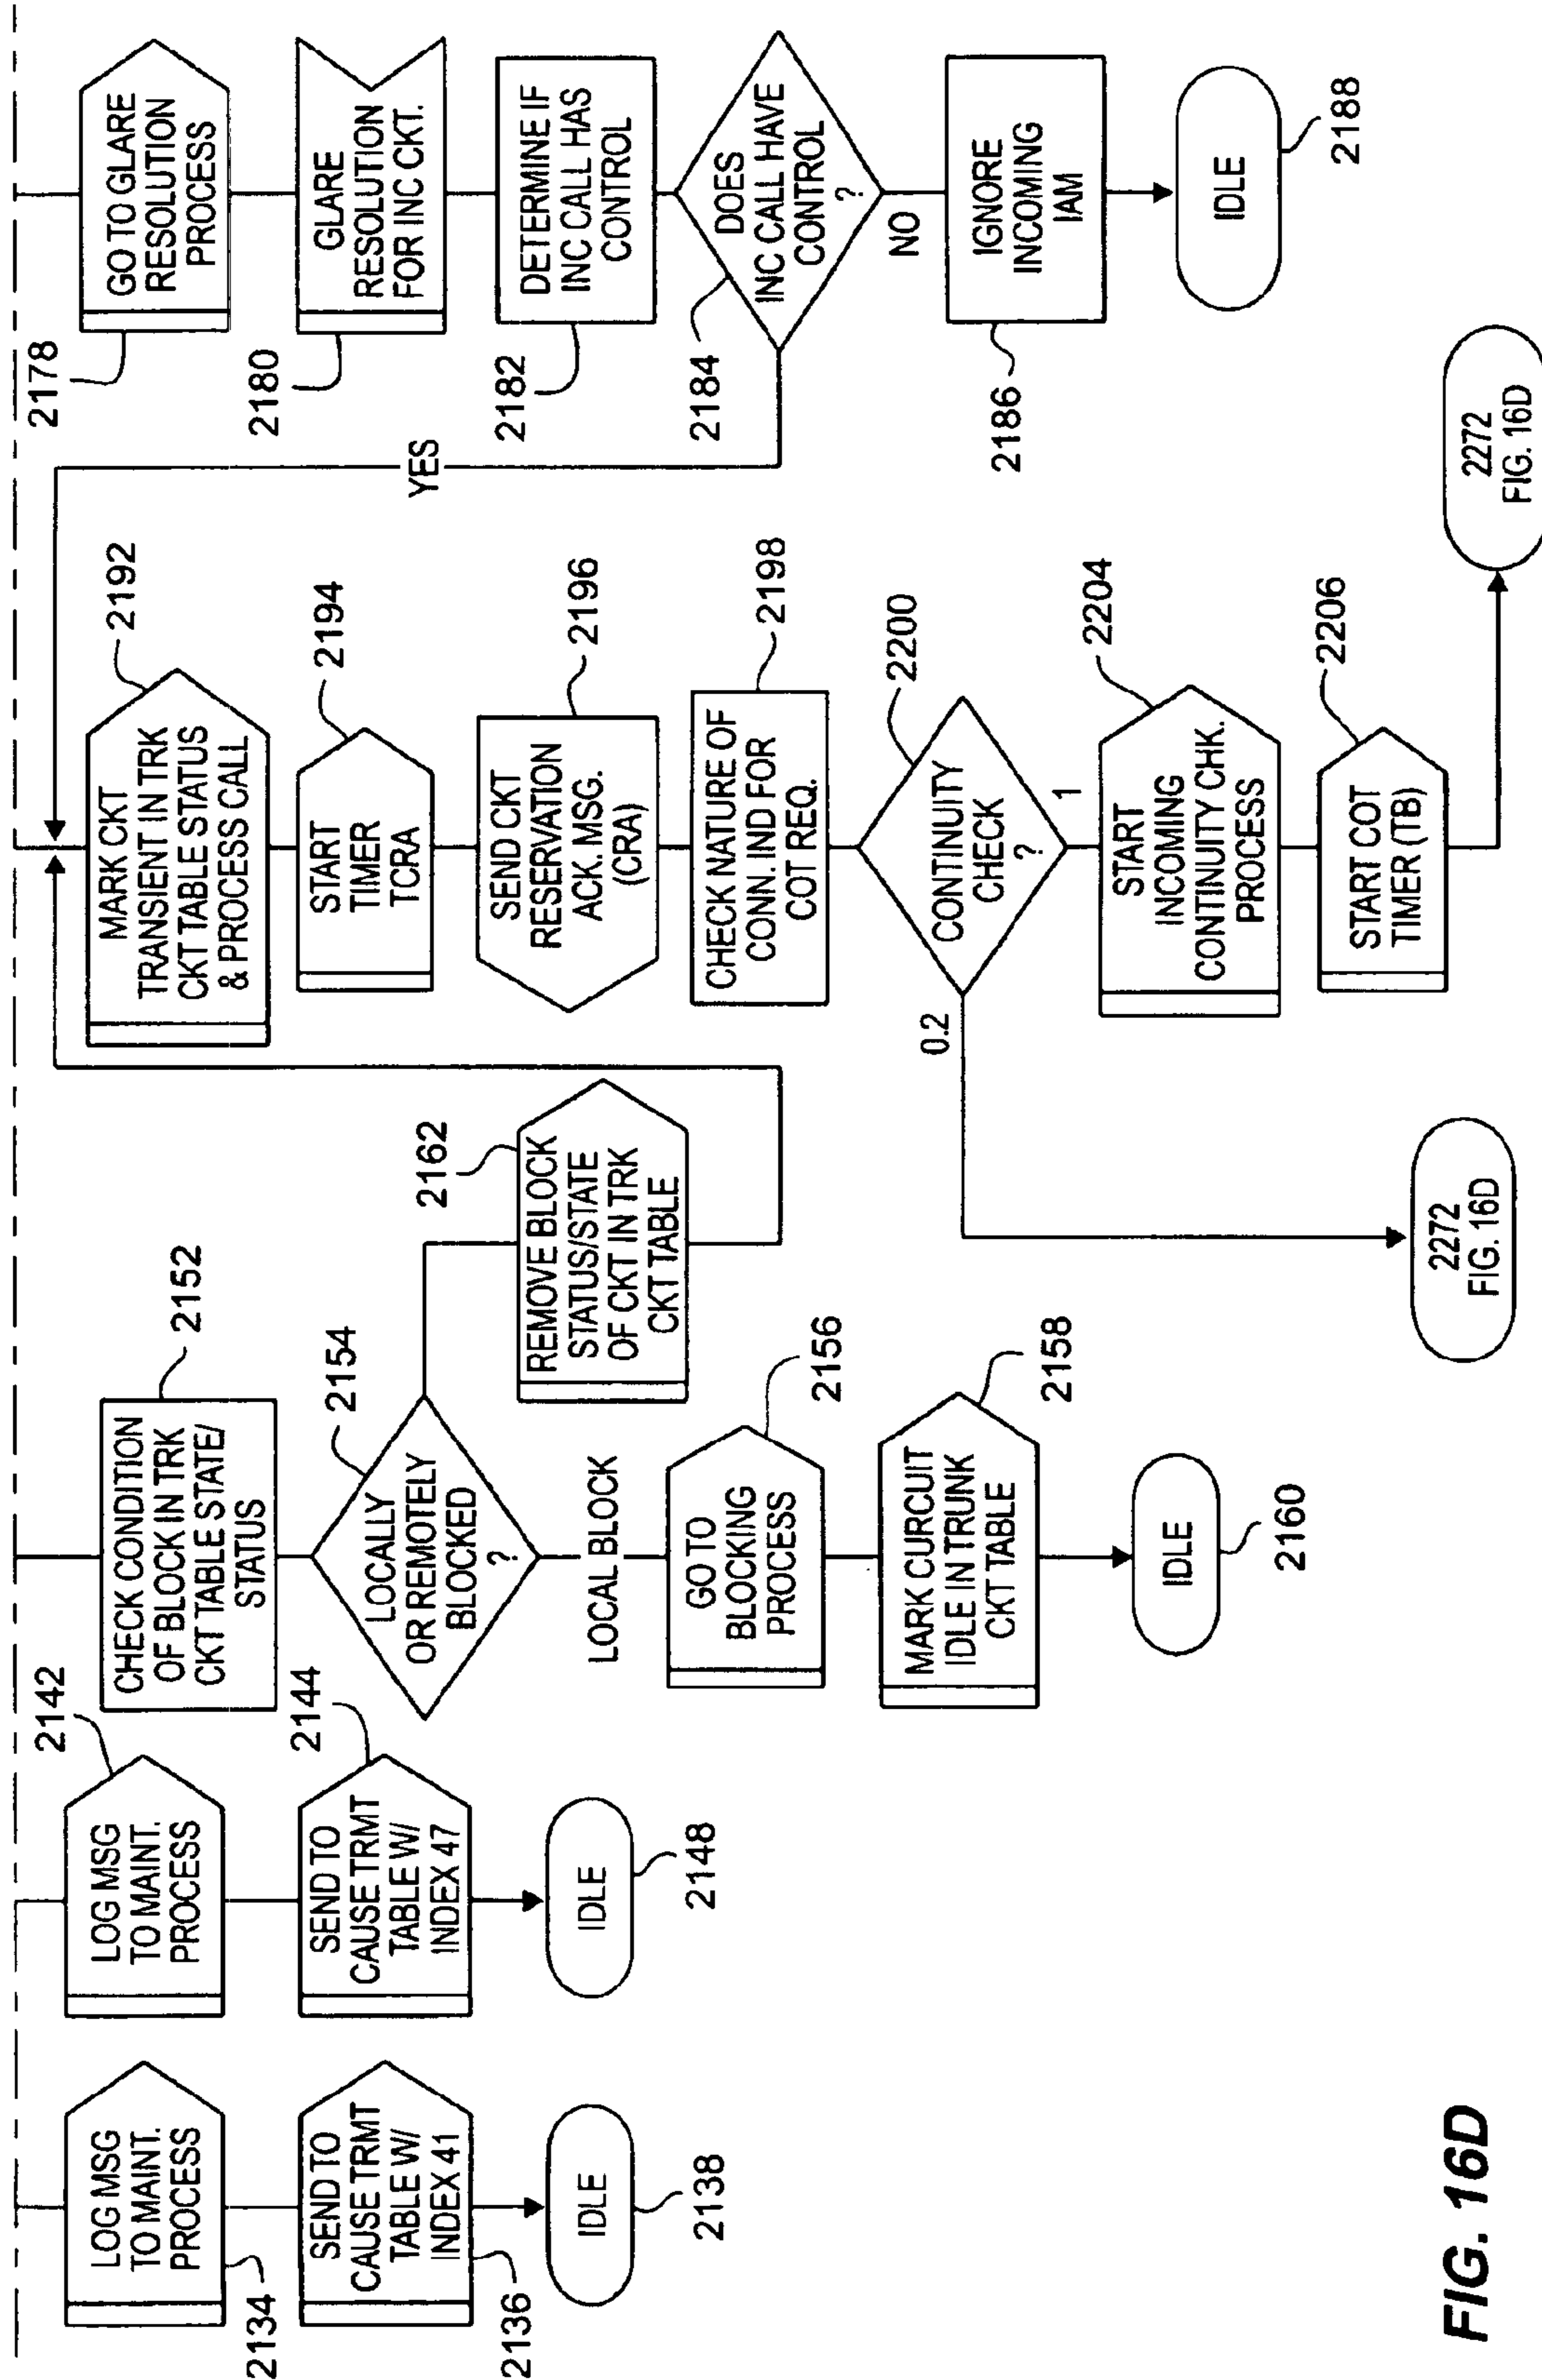 LOG MSG
TO MAINT.
PROCESS
2134
SEND TO
CAUSE TRMT
TABLE W/
INDEX 41
2136
IDLE
2138
2142
LOG MSG
TO MAINT.
PROCESS
2144
SEND TO
CAUSE TRMT
TABLE W/
INDEX 47
IDLE
2148
CHECK CONDITION
OF BLOCK IN TRK
CKT TABLE STATE/
STATUS
2152
LOCALLY
OR REMOTELY
BLOCKED
?
2154
LOCAL BLOCK
GO TO
BLOCKING
PROCESS
2156
MARK CURCUIT
IDLE IN TRUNK
CKT TABLE
2158
IDLE
2160
2162
REMOVE BLOCK
STATUS/STATE
OF CKT IN TRK
CKT TABLE
MARK CKT
TRANSIENT IN TRK
CKT TABLE STATUS
& PROCESS CALL
2192
START
TIMER
TCRA
2194
SEND CKT
RESERVATION
ACK. MSG.
(CRA)
2196
CHECK NATURE OF
CONN. IND FOR
COT REQ.
2198
CONTINUITY
CHECK
?
2200
0.2
1
START
INCOMING
CONTINUITY CHK.
PROCESS
2204
START COT
TIMER (TB)
2206
2272
FIG. 16D
2272
FIG. 16D
2178
GO TO GLARE
RESOLUTION
PROCESS
2180
GLARE
RESOLUTION
FOR INC CKT.
2182
DETERMINE IF
INC CALL HAS
CONTROL
2184
DOES
INC CALL HAVE
CONTROL
?
YES
NO
2186
IGNORE
INCOMING
IAM
IDLE
2188
FIG. 16D